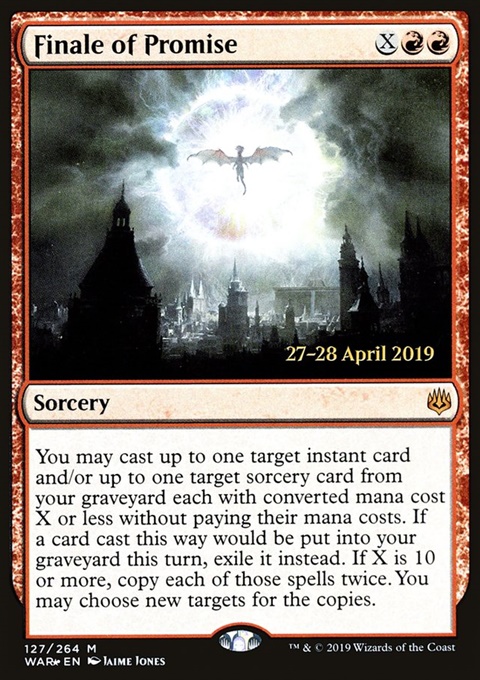 Finale of Promise X
27-28 April 2019
Sorcery
You may cast up to one target instant card
and/or up to one target sorcery card from
your graveyard each with converted mana cost
X or less without paying their mana costs. If
a card cast this way would be put into your
graveyard this turn, exile it instead. If X is 10
or more, copy each of those spells twice. You
may choose new targets for the copies.
127/264 M
WAR★EN Jaime Jones
™ & © 2019 Wizards of the Coast